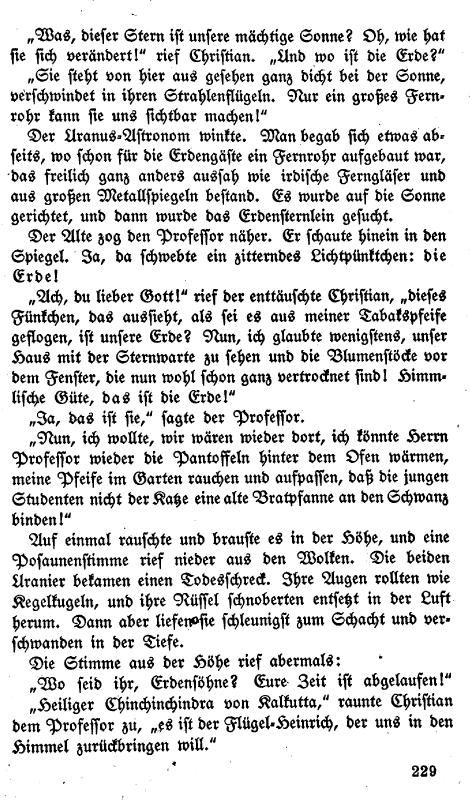 „Was, dieser Stern ist unsere mächtige Sonne? Oh, wie hat
sie sich verändert!“ rief Christian. „Und wo ist die Erde?“
„Sie steht von hier aus gesehen ganz dicht bei der Sonne,
verschwindet in ihren Strahlenflügeln. Nur ein großes Fern-
rohr kann sie uns sichtbar machen!“
Der Uranus-Astronom winkte. Man begab sich etwas ab-
seits, wo schon für die Erdengäste ein Fernrohr aufgebaut war,
das freilich ganz anders aussah wie irdische Ferngläser und
aus großen Metallspiegeln bestand. Es wurde auf die Sonne
gerichtet, und dann wurde das Erdensternlein gesucht.
Der Alte zog den Professor näher. Er schaute hinein in den
Spiegel. Ja, da schwebte ein zitterndes Lichtpünktchen: die
Erde!
„Ach, du lieber Gott!“ rief der enttäuschte Christian, „dieses
Fünkchen, das aussieht, als sei es aus meiner Tabakspfeife
geflogen, ist unsere Erde? Nun, ich glaubte wenigstens, unser
Haus mit der Sternwarte zu sehen und die Blumenstöcke vor
dem Fenster, die nun wohl schon ganz vertrocknet sind! Himm-
lische Güte, das ist die Erde!“
„Ja, das ist sie,“ sagte der Professor.
„Nun, ich wollte, wir wären wieder dort, ich könnte Herrn
Professor wieder die Pantoffeln hinter dem Ofen wärmen,
meine Pfeife im Garten rauchen und aufpassen, daß die jungen
Studenten nicht der Katze eine alte Bratpfanne an den Schwanz
binden!“
Auf einmal rauschte und brauste es in der Höhe, und eine
Posaunenstimme rief nieder aus den Wolken. Die beiden
Uranier bekamen einen Todesschreck. Ihre Augen rollten wie
Kegelkugeln, und ihre Rüssel schnoberten entsetzt in der Luft
herum. Dann aber liefen sie schleunigst zum Schacht und ver-
schwanden in der Tiefe.
Die Stimme aus der Höhe rief abermals:
„Wo seid ihr, Erdensöhne? Eure Zeit ist abgelaufen!“
„Heiliger Chinchinchindra von Kalkutta,“ raunte Christian
dem Professor zu, „es ist der Flügel-Heinrich, der uns in den
Himmel zurückbringen will.“
229